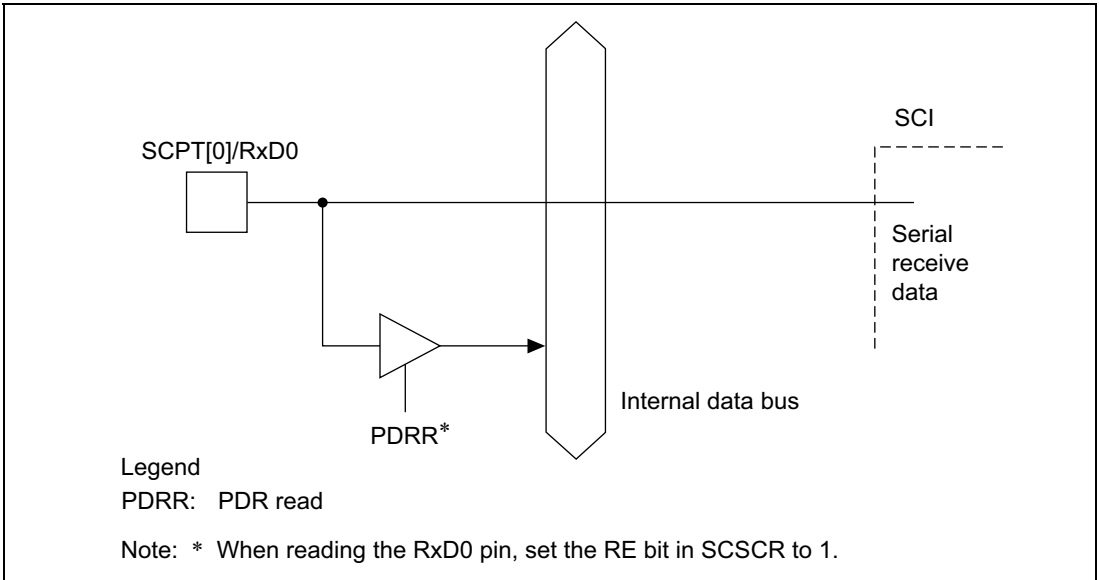 SCI
SCPT[0]/RxD0
Serial
receive
data
Internal data bus
PDRR*
Legend
PDRR: PDR read
Note: * When reading the RxD0 pin, set the RE bit in SCSCR to 1.